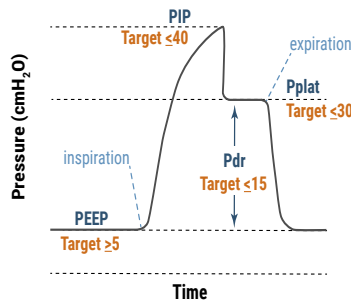 PIP
Target ≤40
expiration
Pplat
Target ≤30
inspiration
Pdr
Target ≤15
PEEP
Target ≥5
Pressure (cmH₂O)
Time